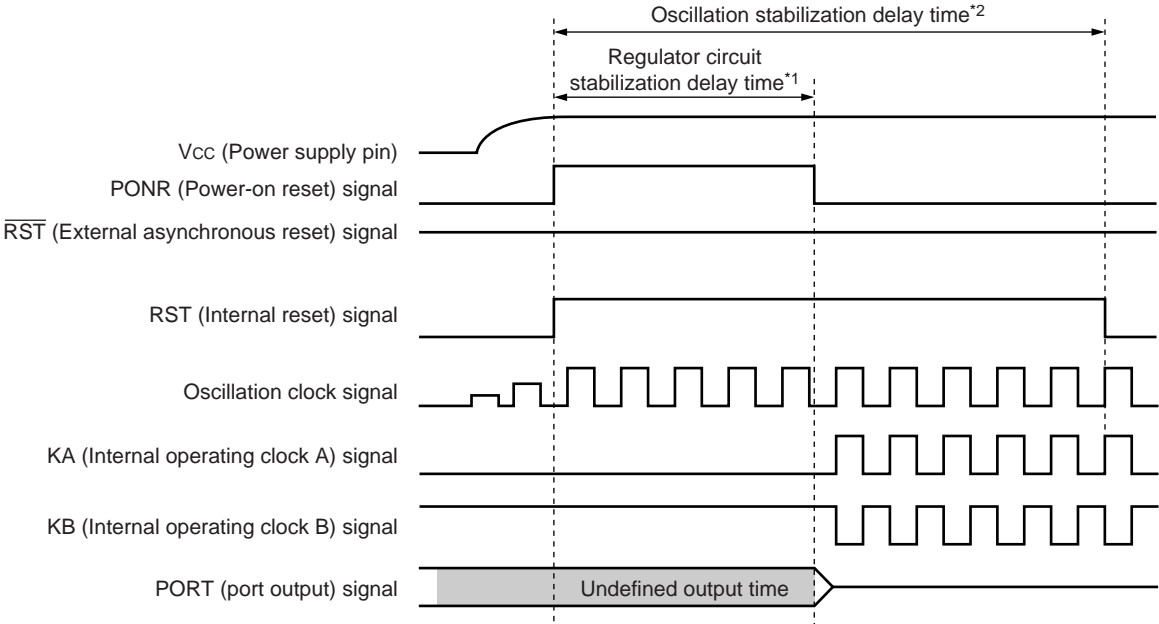 Oscillation stabilization delay time*2
Regulator circuit
stabilization delay time*1
Vcc (Power supply pin)
PONR (Power-on reset) signal
R̅S̅T̅ (External asynchronous reset) signal
RST (Internal reset) signal
Oscillation clock signal
KA (Internal operating clock A) signal
KB (Internal operating clock B) signal
PORT (port output) signal
Undefined output time